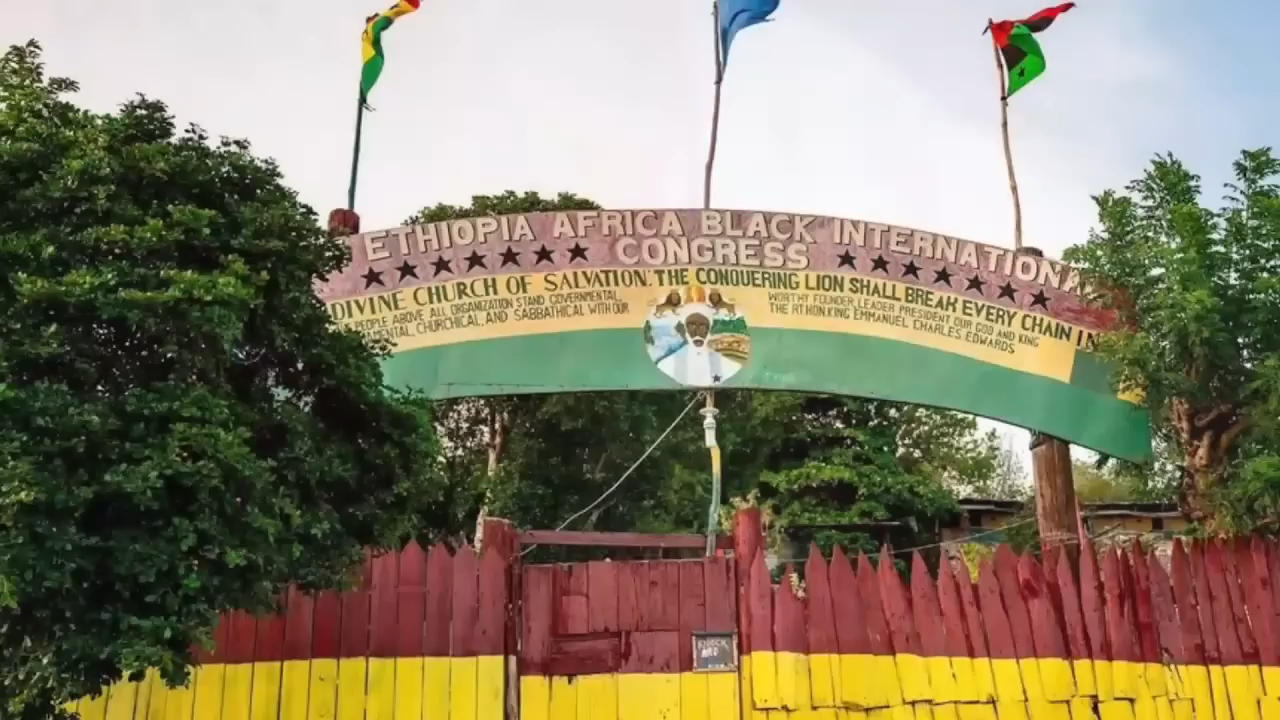 ETHIOPIA AFRICA BLACK INTERNATIONAL
CONGRESS
DIVINE CHURCH OF SALVATION. THE CONQUERING LION SHALL BREAK EVERY CHAIN IN
PEOPLE ABOVE ALL ORGANIZATION STAND GOVERNMENTAL,
CHURCHICAL, AND SABBATHICAL WITH OUR
WORTHY FOUNDER, LEADER PRESIDENT OUR GOD AND KING
THE RT HON. KING EMMANUEL CHARLES EDWARDS
KNOCK